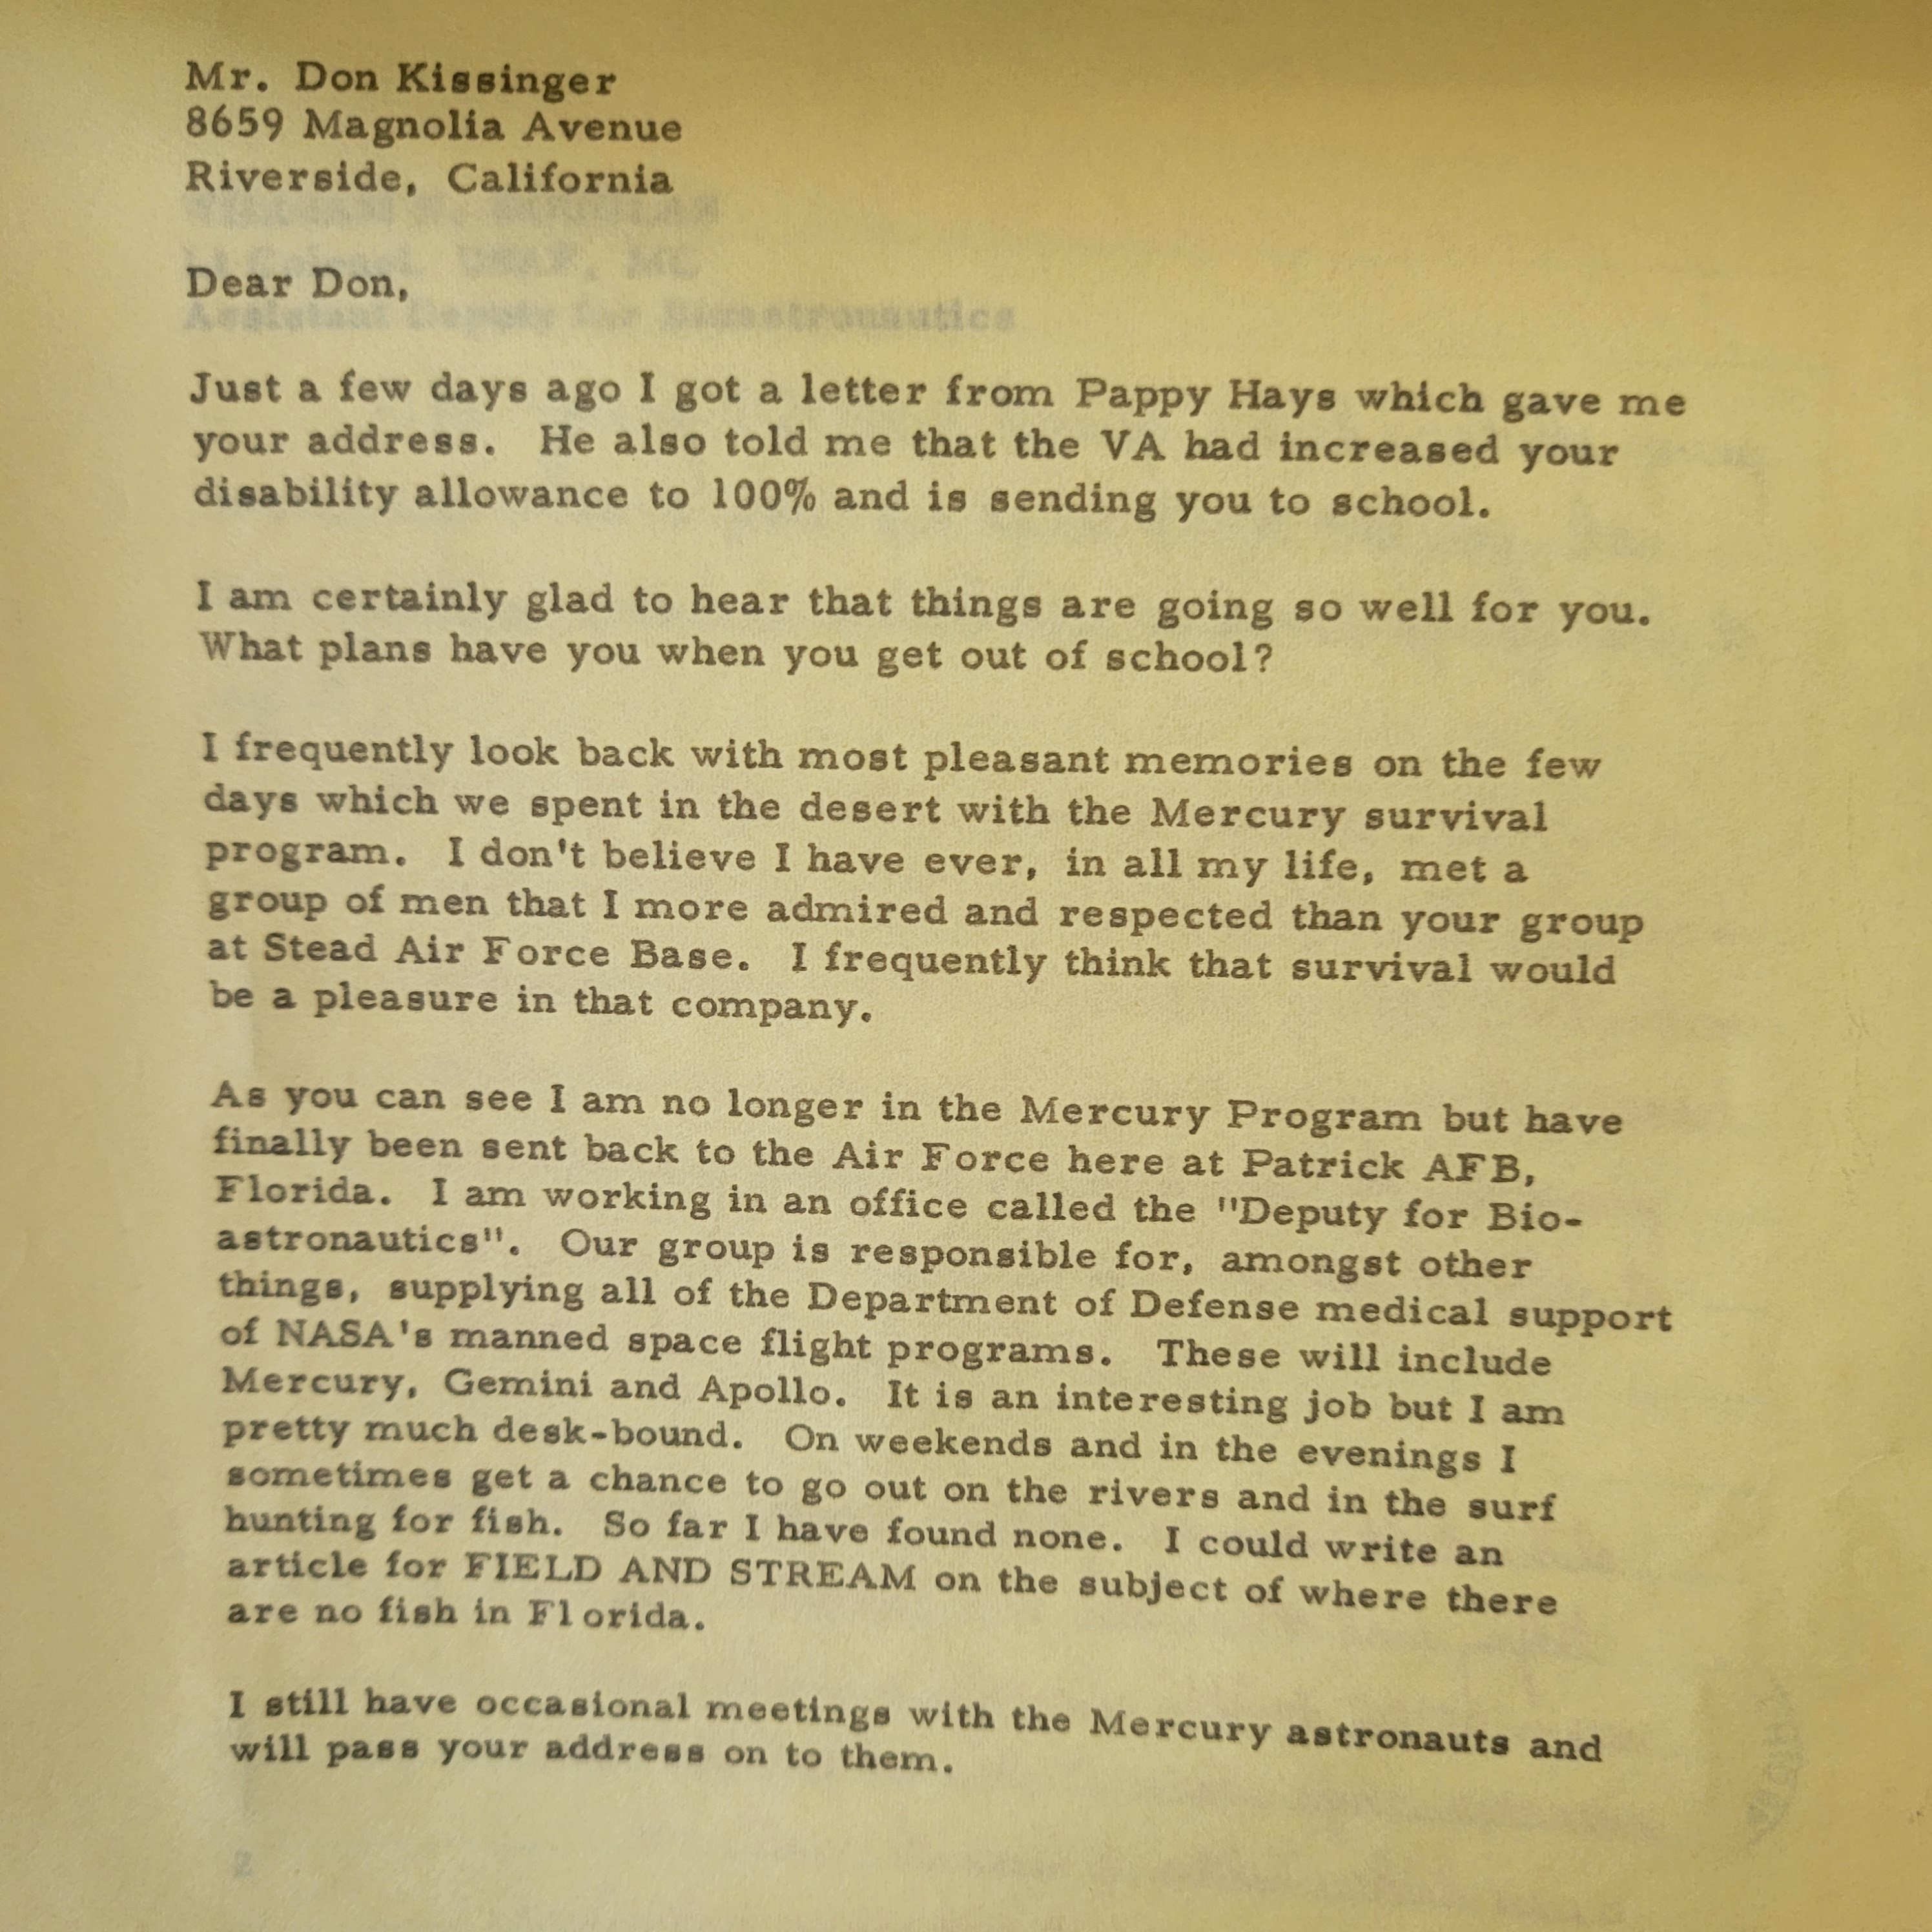 Mr. Don Kissinger
8659 Magnolia Avenue
Riverside, California
Dear Don,
Assistant Deputy for Bioastronautics
Just a few days ago I got a letter from Pappy Hays which gave me
your address. He also told me that the VA had increased your
disability allowance to 100% and is sending you to school.
I am certainly glad to hear that things are going so well for you.
What plans have you when you get out of school?
I frequently look back with most pleasant memories on the few
days which we spent in the desert with the Mercury survival
program. I don't believe I have ever, in all my life, met a
group of men that I more admired and respected than your group
at Stead Air Force Base. I frequently think that survival would
be a pleasure in that company.
As you can see I am no longer in the Mercury Program but have
finally been sent back to the Air Force here at Patrick AFB,
Florida. I am working in an office called the "Deputy for Bio-
astronautics". Our group is responsible for, amongst other
things, supplying all of the Department of Defense medical support
of NASA's manned space flight programs. These will include
Mercury, Gemini and Apollo. It is an interesting job but I am
pretty much desk-bound. On weekends and in the evenings I
sometimes get a chance to go out on the rivers and in the surf
hunting for fish. So far I have found none. I could write an
article for FIELD AND STREAM on the subject of where there
are no fish in Florida.
I still have occasional meetings with the Mercury astronauts and
will pass your address on to them.
2